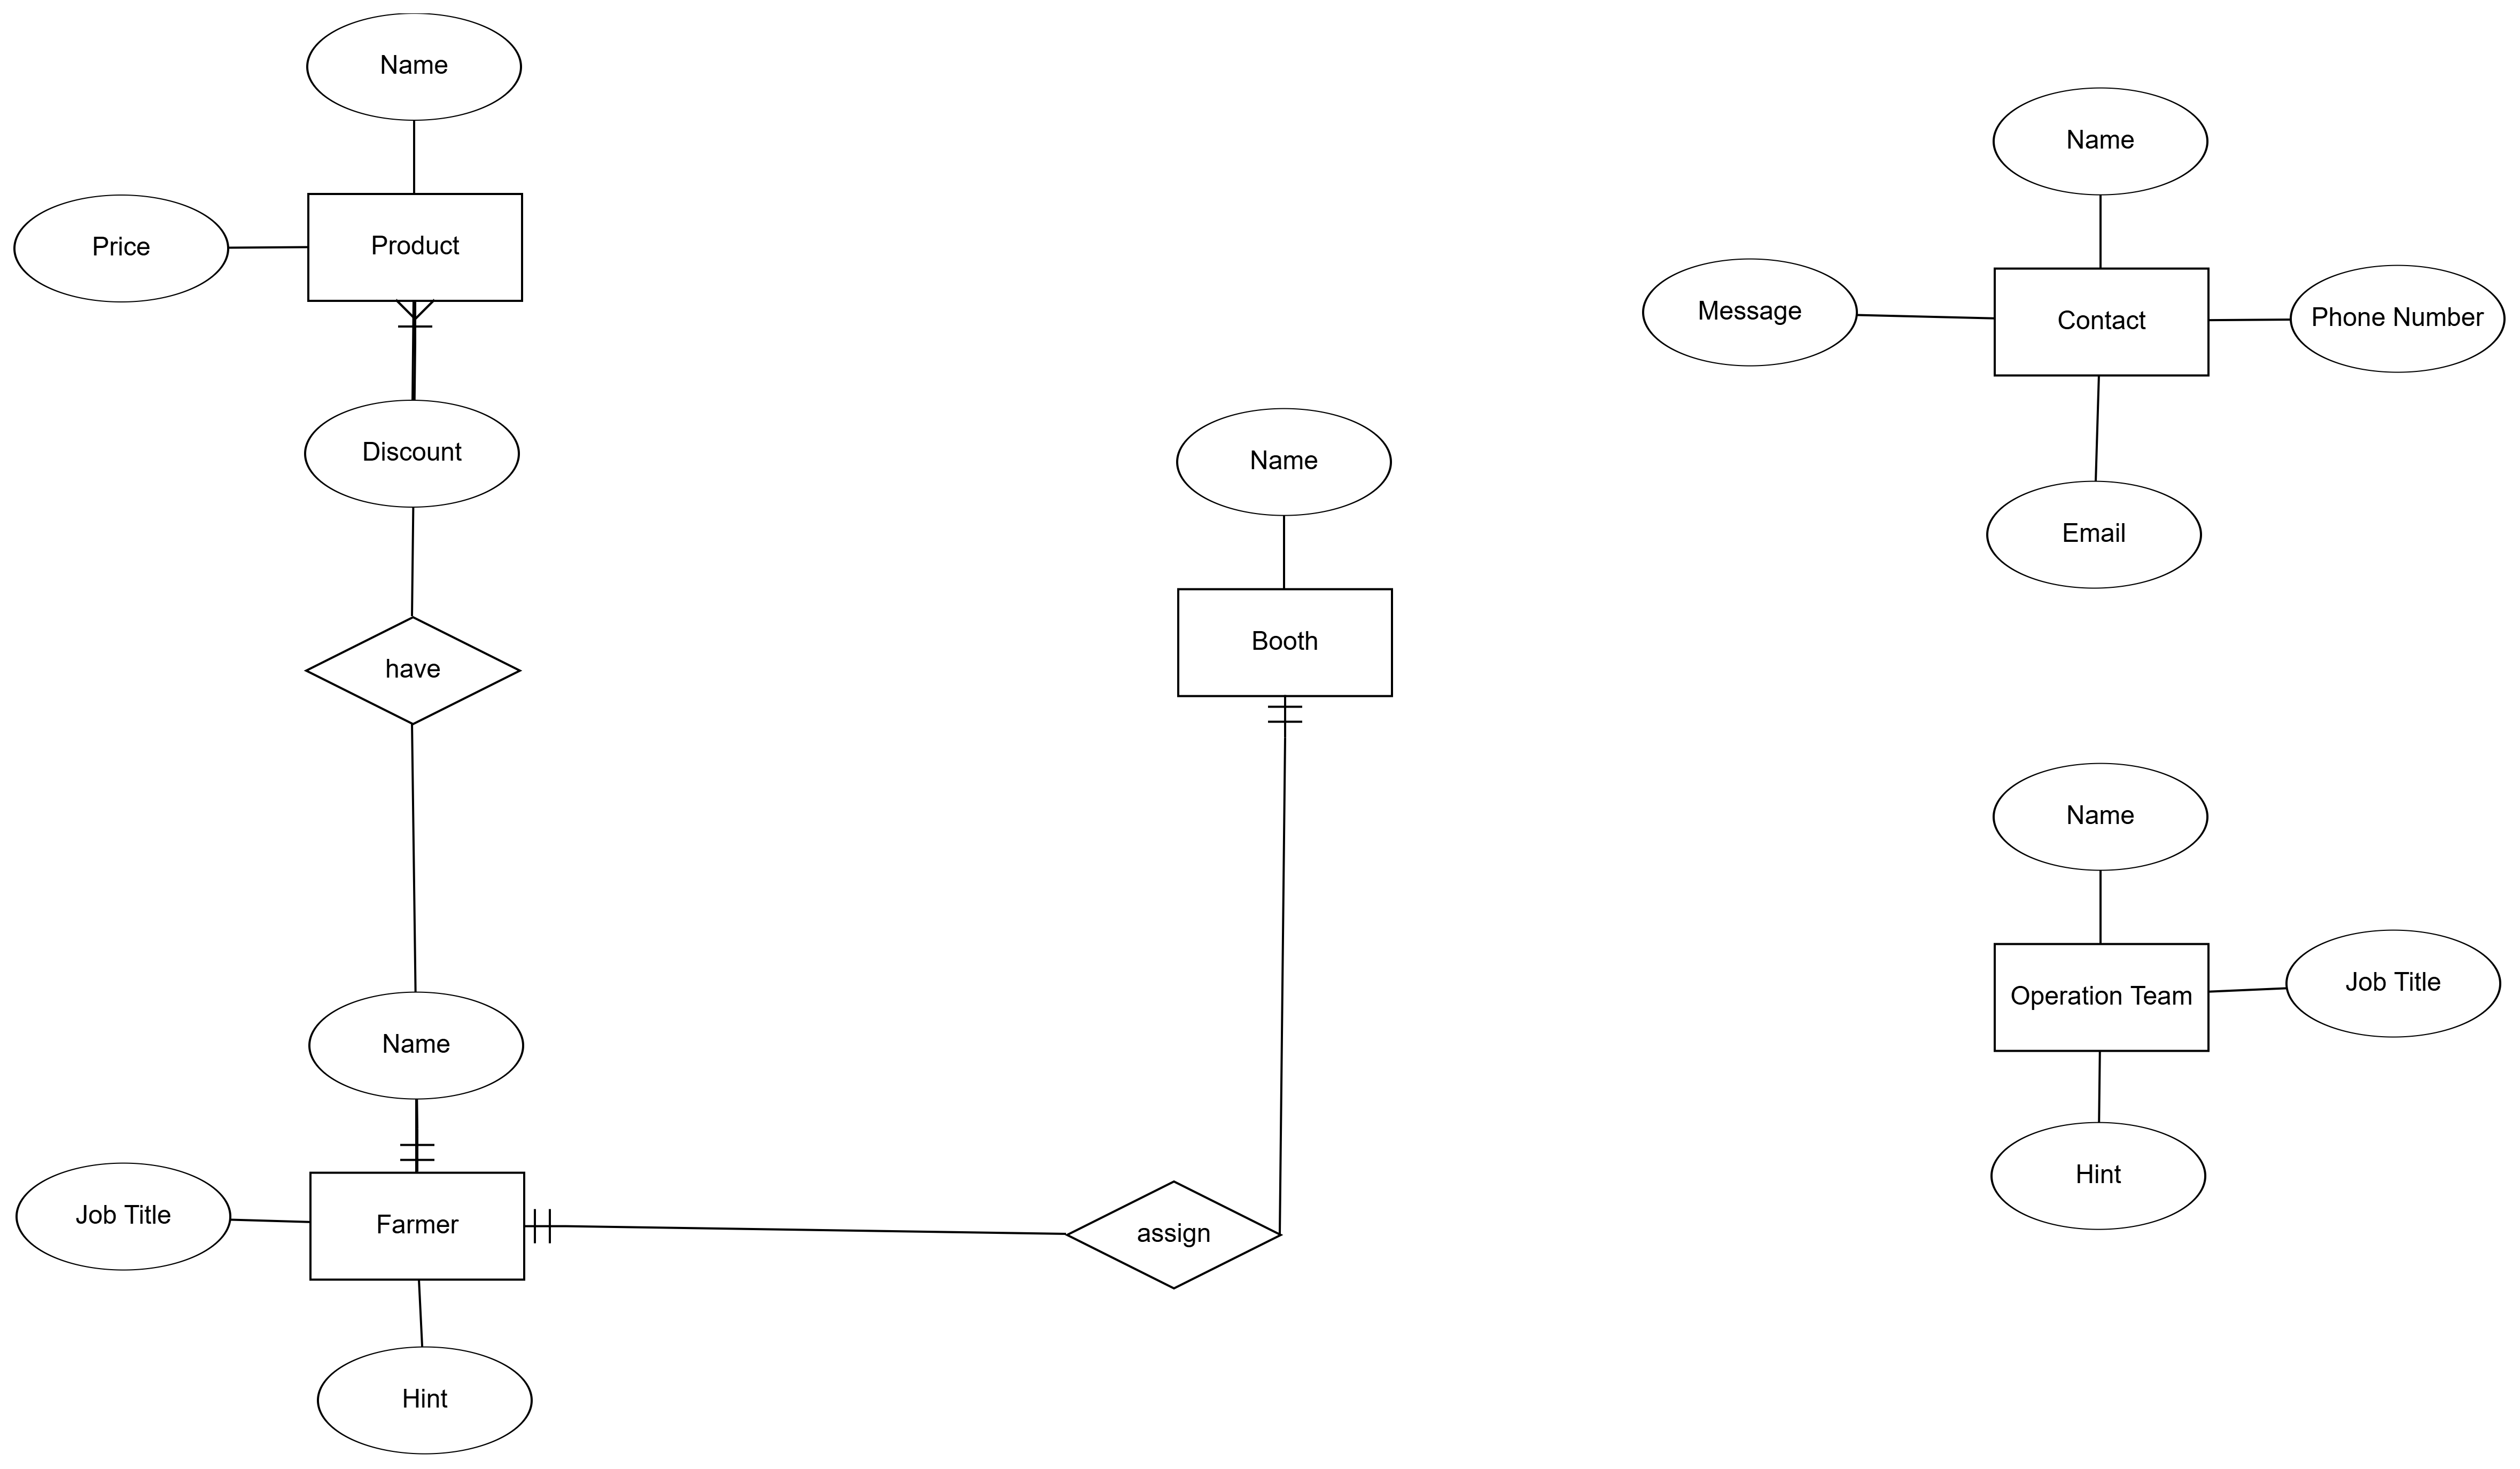 Name
Price
Product
Discount
have
Name
Job Title
Farmer
Hint
Name
Booth
assign
Name
Message
Contact
Phone Number
Email
Name
Operation Team
Job Title
Hint